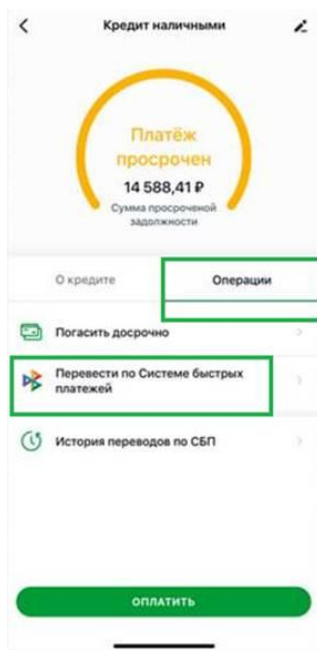 Кредит наличными
Платёж
просрочен
14 588,41 ₽
Сумма просроченой
задолжности
О кредите
Операции
Погасить досрочно
Перевести по Системе быстрых
платежей
История переводов по СБП
ОПЛАТИТЬ